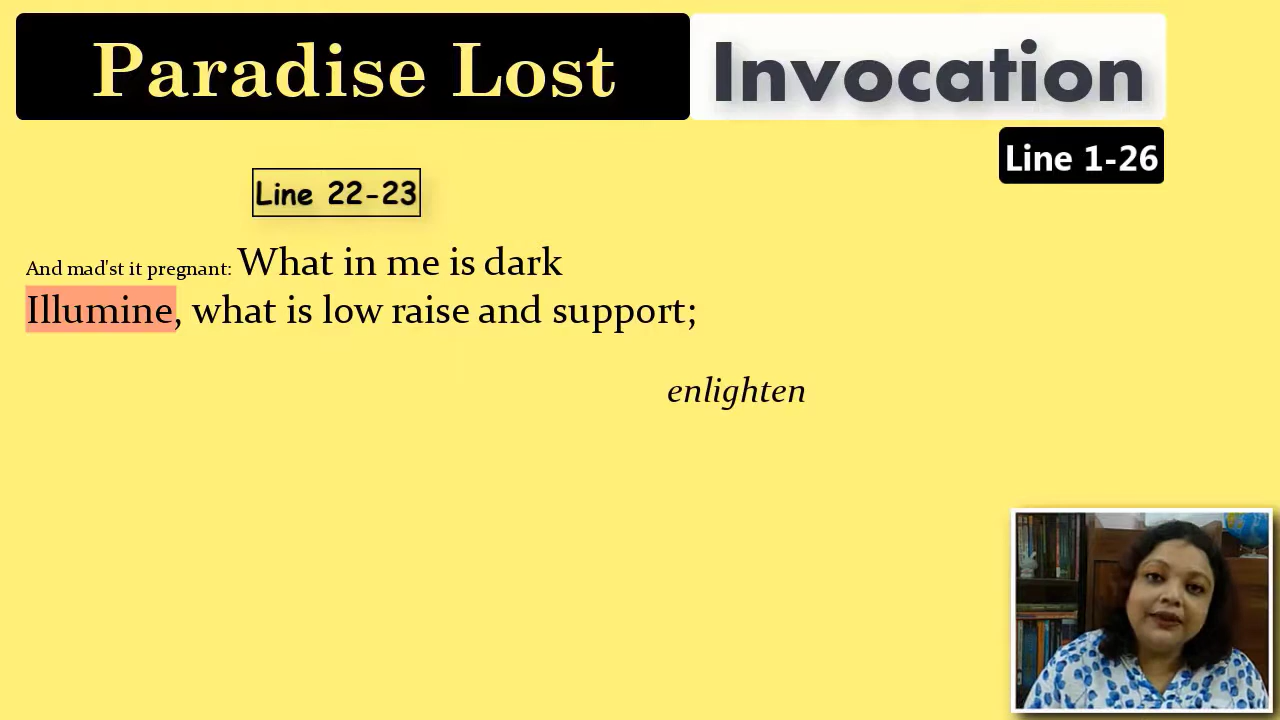 Paradise Lost
Invocation
Line 1-26
Line 22-23
And mad'st it pregnant: What in me is dark
Illumine, what is low raise and support;
enlighten